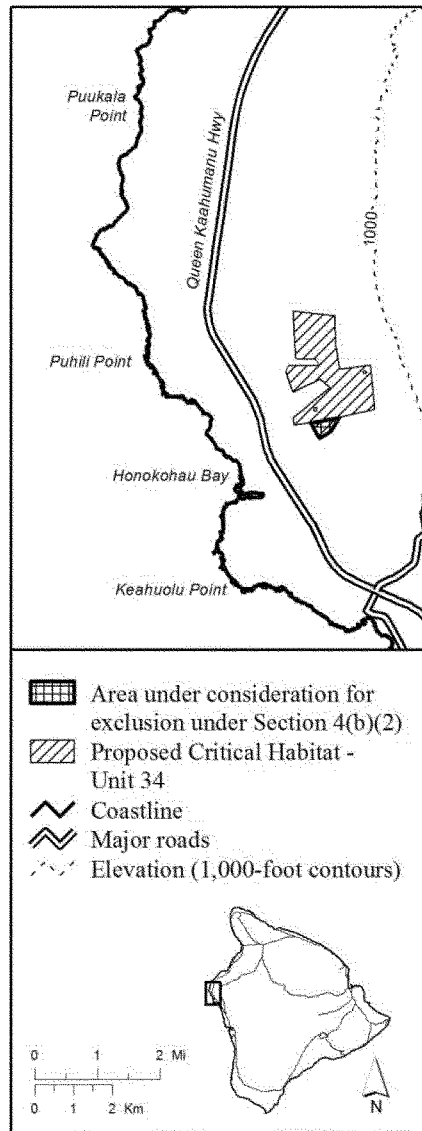 Puukala
Point
Queen Kaahumanu Hwy
1000
Puhili Point
Honokohau Bay
Keahuolu Point
Area under consideration for
exclusion under Section 4(b)(2)
Proposed Critical Habitat -
Unit 34
Coastline
Major roads
Elevation (1,000-foot contours)
0 1 2 Mi
0 1 2 Km
N